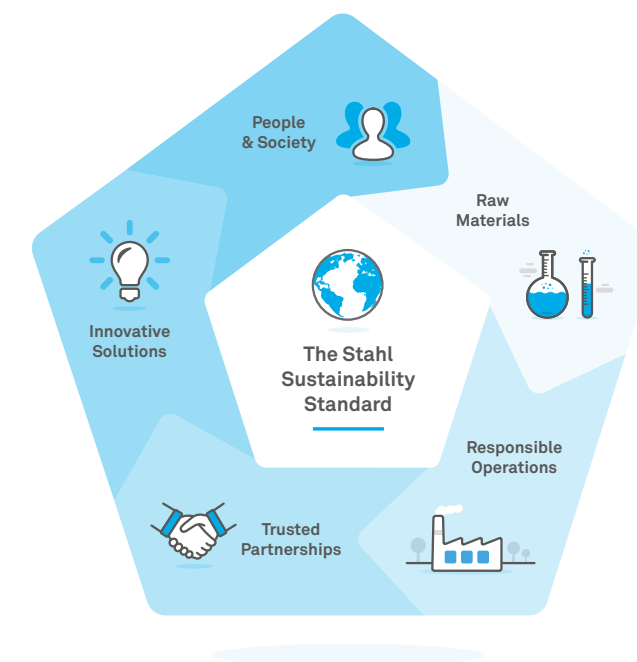 People
& Society
Raw
Materials
Innovative
Solutions
The Stahl
Sustainability
Standard
Responsible
Operations
Trusted
Partnerships